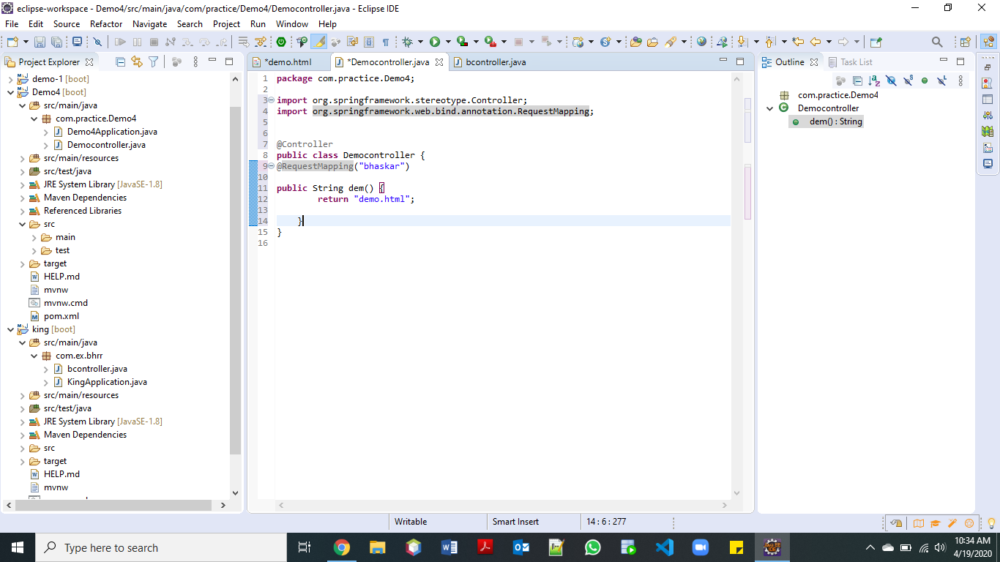 eclipse-workspace - Demo4/src/main/java/com/practice/Demo4/Democontroller.java - Eclipse IDE
File Edit Source Refactor Navigate Search Project Run Window Help
Project Explorer
demo-1 [boot]
Demo4 [boot]
src/main/java
com.practice.Demo4
Demo4Application.java
Democontroller.java
src/main/resources
src/test/java
JRE System Library [JavaSE-1.8]
Maven Dependencies
Referenced Libraries
src
main
test
target
HELP.md
mvnw
mvnw.cmd
pom.xml
king [boot]
src/main/java
com.ex.bhrr
bcontroller.java
KingApplication.java
src/main/resources
src/test/java
JRE System Library [JavaSE-1.8]
Maven Dependencies
src
target
HELP.md
mvnw
*demo.html *Democontroller.java bcontroller.java
1 package com.practice.Demo4;
2
3 import org.springframework.stereotype.Controller;
4 import org.springframework.web.bind.annotation.RequestMapping;
5
6
7 @Controller
8 public class Democontroller {
9 @RequestMapping("bhaskar")
10
11 public String dem() {
12 return "demo.html";
13
14 }
15 }
16
Outline Task List
com.practice.Demo4
Democontroller
dem() : String
Writable Smart Insert 14 : 6 : 277
Type here to search
10:34 AM
4/19/2020